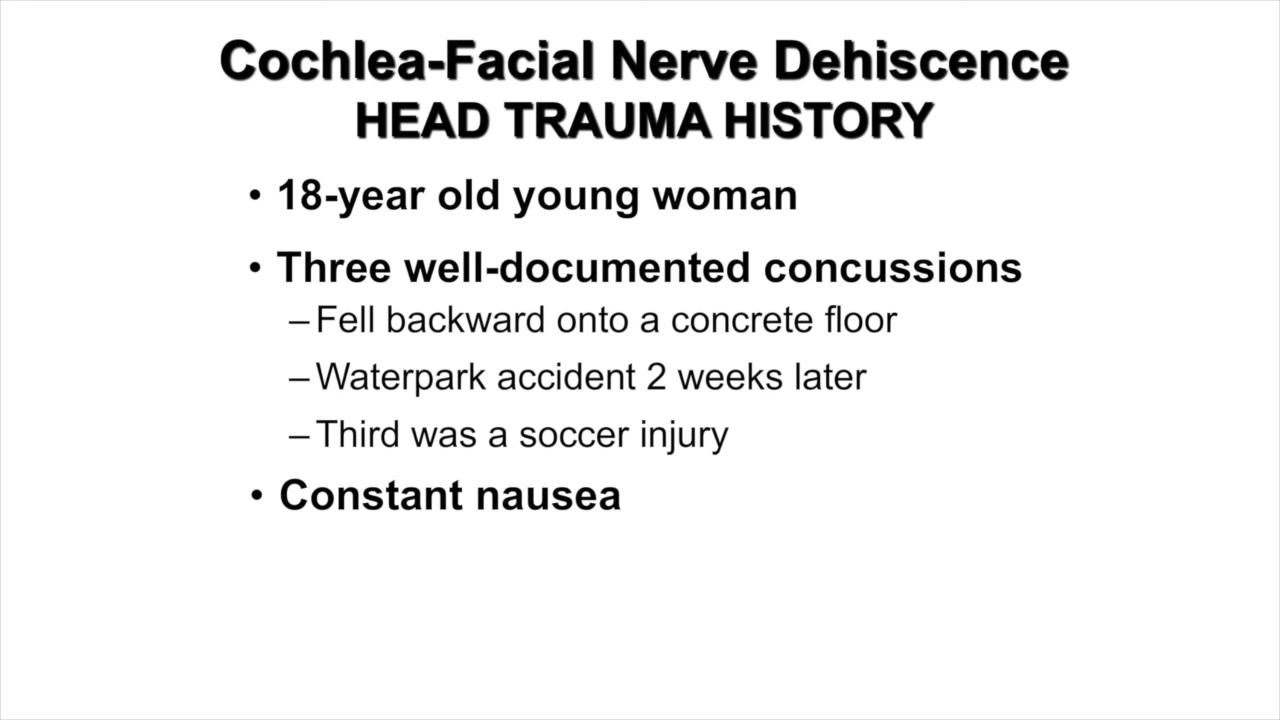 Cochlea-Facial Nerve Dehiscence
HEAD TRAUMA HISTORY
• 18-year old young woman
• Three well-documented concussions
– Fell backward onto a concrete floor
– Waterpark accident 2 weeks later
– Third was a soccer injury
• Constant nausea